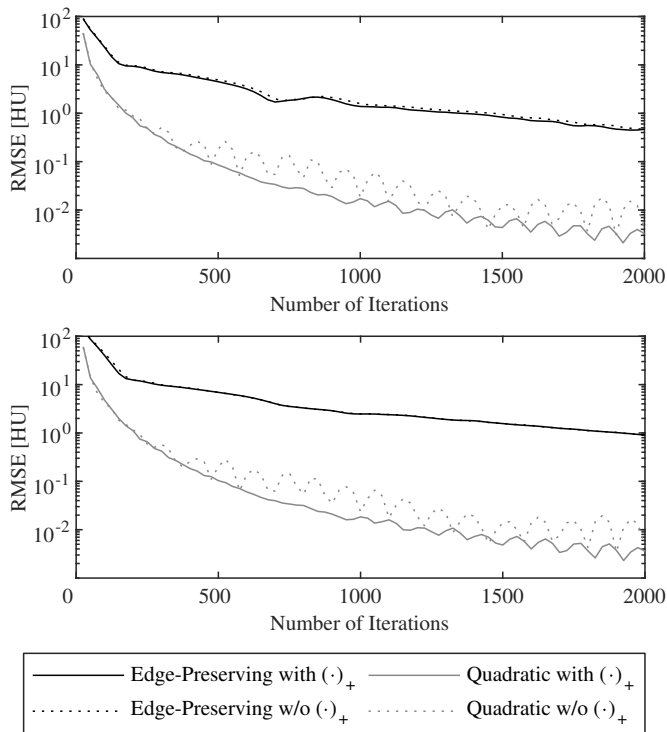 10^2
10^1
10^0
10^-1
10^-2
RMSE [HU]
0 500 1000 1500 2000
Number of Iterations
10^2
10^1
10^0
10^-1
10^-2
RMSE [HU]
0 500 1000 1500 2000
Number of Iterations
Edge-Preserving with (·)+ Quadratic with (·)+
Edge-Preserving w/o (·)+ Quadratic w/o (·)+